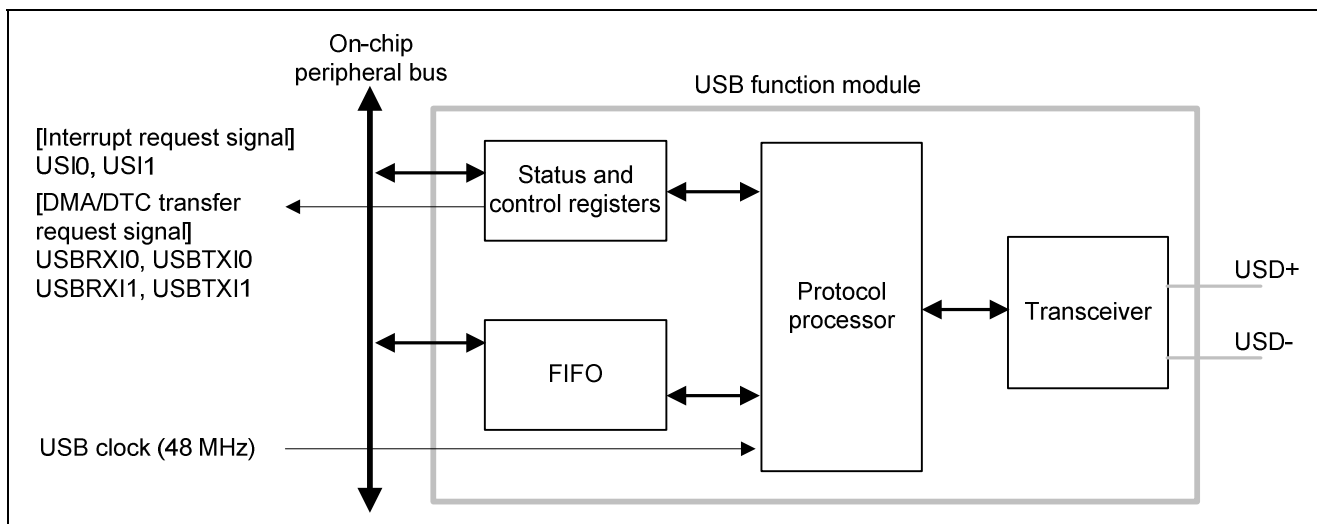 On-chip
peripheral bus
USB function module
[Interrupt request signal]
USI0, USI1
[DMA/DTC transfer
request signal]
USBRXI0, USBTXI0
USBRXI1, USBTXI1
Status and
control registers
FIFO
Protocol
processor
Transceiver
USD+
USD-
USB clock (48 MHz)